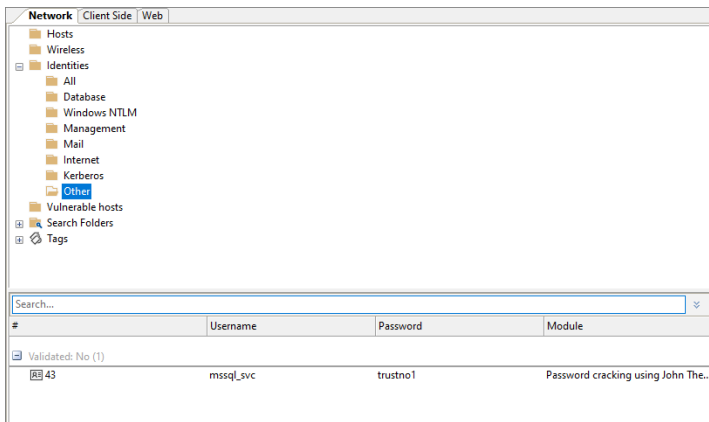 Network Client Side Web
Hosts
Wireless
Identities
All
Database
Windows NTLM
Management
Mail
Internet
Kerberos
Other
Vulnerable hosts
Search Folders
Tags
Search...
# Username Password Module
Validated: No (1)
43 mssql_svc trustno1 Password cracking using John The..